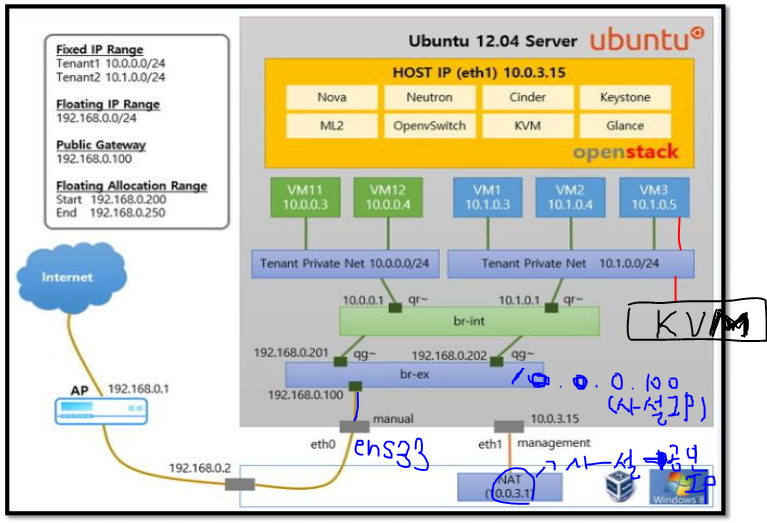 Fixed IP Range
Tenant1 10.0.0.0/24
Tenant2 10.1.0.0/24
Floating IP Range
192.168.0.0/24
Public Gateway
192.168.0.100
Floating Allocation Range
Start 192.168.0.200
End 192.168.0.250
Ubuntu 12.04 Server ubuntu
HOST IP (eth1) 10.0.3.15
Nova Neutron Cinder Keystone
ML2 OpenvSwitch KVM Glance
openstack
VM11 VM12 VM1 VM2 VM3
10.0.0.3 10.0.0.4 10.1.0.3 10.1.0.4 10.1.0.5
Tenant Private Net 10.0.0.0/24 Tenant Private Net 10.1.0.0/24
Internet
10.0.0.1 qr~ 10.1.0.1 qr~
br-int
KVM
192.168.0.201 qg~ 192.168.0.202 qg~
br-ex
10.0.0.100
(사설IP)
AP 192.168.0.1
192.168.0.100
manual 10.0.3.15
eth0 eth1 management
ens33
192.168.0.2
사설 공인
IP
NAT
(10.0.3.1)
Windows 8